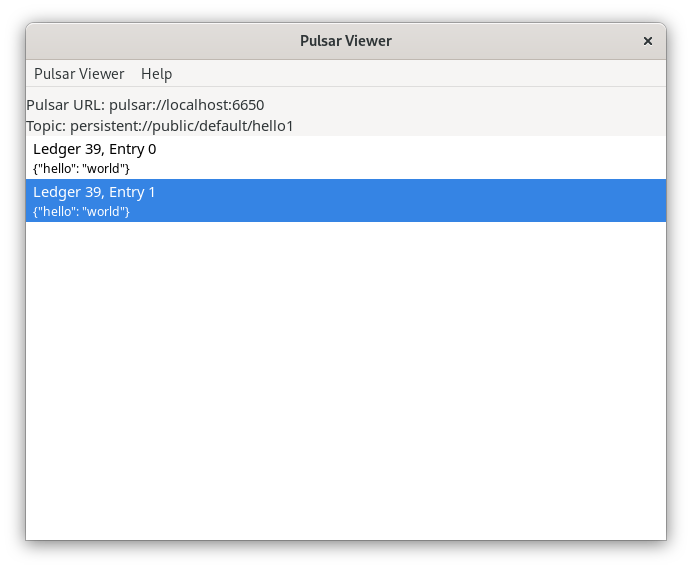 Pulsar Viewer
Pulsar Viewer Help
Pulsar URL: pulsar://localhost:6650
Topic: persistent://public/default/hello1
Ledger 39, Entry 0
{"hello": "world"}
Ledger 39, Entry 1
{"hello": "world"}